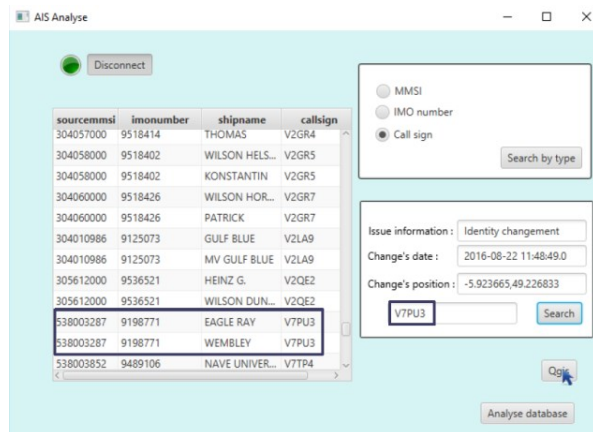 AIS Analyse
Disconnect
sourcemmsi imonumber shipname callsign
304057000 9518414 THOMAS V2GR4
304058000 9518402 WILSON HELS... V2GR5
304058000 9518402 KONSTANTIN V2GR5
304060000 9518426 WILSON HOR... V2GR7
304060000 9518426 PATRICK V2GR7
304010986 9125073 GULF BLUE V2LA9
304010986 9125073 MV GULF BLUE V2LA9
305612000 9536521 HEINZ G. V2QE2
305612000 9536521 WILSON DUN... V2QE2
538003287 9198771 EAGLE RAY V7PU3
538003287 9198771 WEMBLEY V7PU3
538003852 9489106 NAVE UNIVER... V7TP4
MMSI
IMO number
Call sign
Search by type
Issue information : Identity changement
Change's date : 2016-08-22 11:48:49.0
Change's position : -5.923665,49.226833
V7PU3 Search
Qgis
Analyse database